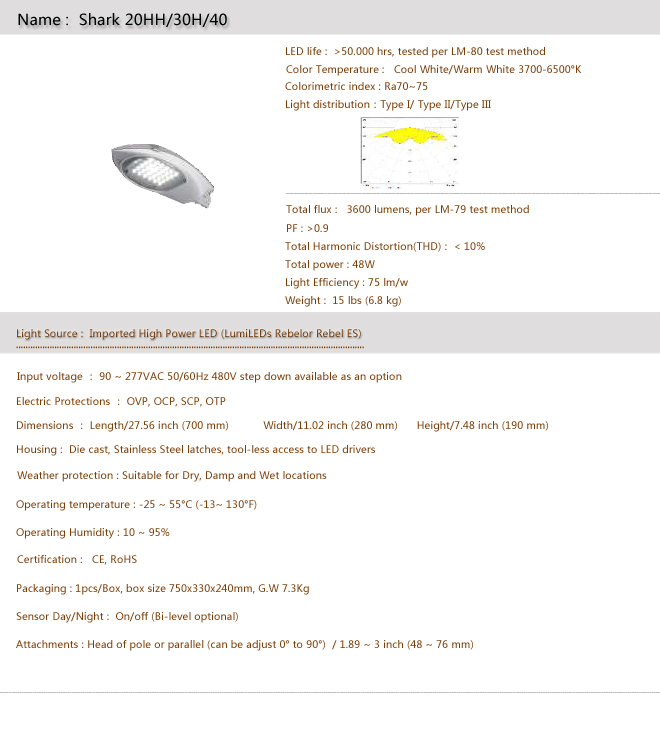 Name : Shark 20HH/30H/40
LED life : >50.000 hrs, tested per LM-80 test method
Color Temperature : Cool White/Warm White 3700-6500°K
Colorimetric index : Ra70~75
Light distribution : Type I/ Type II/Type III
Total flux : 3600 lumens, per LM-79 test method
PF : >0.9
Total Harmonic Distortion(THD) : < 10%
Total power : 48W
Light Efficiency : 75 lm/w
Weight : 15 lbs (6.8 kg)
Light Source : Imported High Power LED (LumiLEDs Rebelor Rebel ES)
Input voltage : 90 ~ 277VAC 50/60Hz 480V step down available as an option
Electric Protections : OVP, OCP, SCP, OTP
Dimensions : Length/27.56 inch (700 mm) Width/11.02 inch (280 mm) Height/7.48 inch (190 mm)
Housing : Die cast, Stainless Steel latches, tool-less access to LED drivers
Weather protection : Suitable for Dry, Damp and Wet locations
Operating temperature : -25 ~ 55°C (-13~ 130°F)
Operating Humidity : 10 ~ 95%
Certification : CE, RoHS
Packaging : 1pcs/Box, box size 750x330x240mm, G.W 7.3Kg
Sensor Day/Night : On/off (Bi-level optional)
Attachments : Head of pole or parallel (can be adjust 0° to 90°) / 1.89 ~ 3 inch (48 ~ 76 mm)